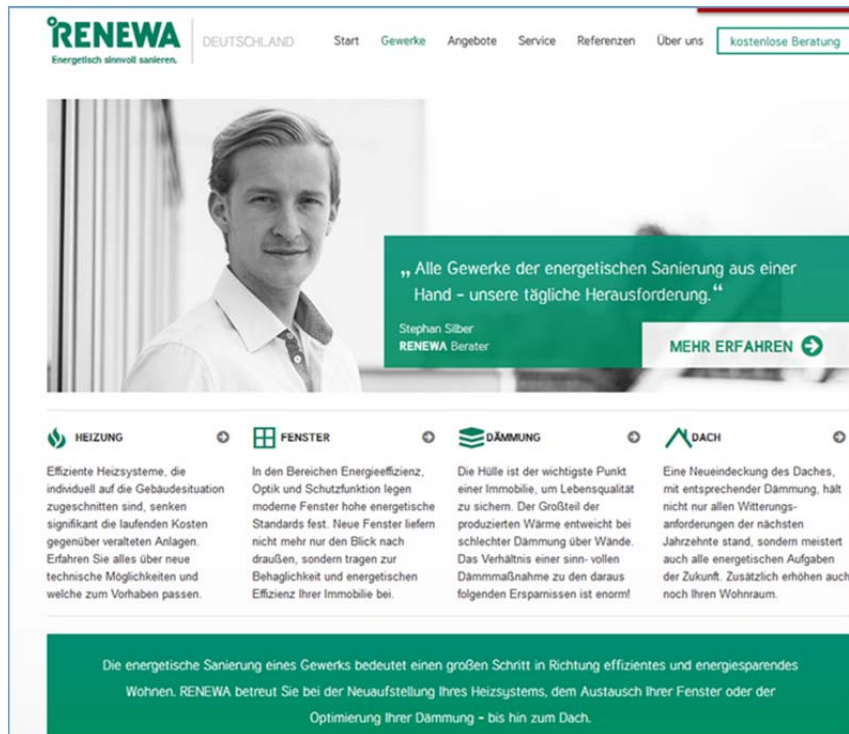 RENEWA
Energetisch sinnvoll sanieren.
DEUTSCHLAND
Start Gewerke Angebote Service Referenzen Über uns kostenlose Beratung
„ Alle Gewerke der energetischen Sanierung aus einer
Hand – unsere tägliche Herausforderung.“
Stephan Silber
RENEWA Berater
MEHR ERFAHREN
HEIZUNG
Effiziente Heizsysteme, die
individuell auf die Gebäudesituation
zugeschnitten sind, senken
signifikant die laufenden Kosten
gegenüber veralteten Anlagen.
Erfahren Sie alles über neue
technische Möglichkeiten und
welche zum Vorhaben passen.
FENSTER
In den Bereichen Energieeffizienz,
Optik und Schutzfunktion legen
moderne Fenster hohe energetische
Standards fest. Neue Fenster liefern
nicht mehr nur den Blick nach
draußen, sondern tragen zur
Behaglichkeit und energetischen
Effizienz Ihrer Immobilie bei.
DÄMMUNG
Die Hülle ist der wichtigste Punkt
einer Immobilie, um Lebensqualität
zu sichern. Der Großteil der
produzierten Wärme entweicht bei
schlechter Dämmung über Wände.
Das Verhältnis einer sinn- vollen
Dämmmaßnahme zu den daraus
folgenden Ersparnissen ist enorm!
DACH
Eine Neueindeckung des Daches,
mit entsprechender Dämmung, hält
nicht nur allen Witterungs-
anforderungen der nächsten
Jahrzehnte stand, sondern meistert
auch alle energetischen Aufgaben
der Zukunft. Zusätzlich erhöhen auch
noch Ihren Wohnraum.
Die energetische Sanierung eines Gewerks bedeutet einen großen Schritt in Richtung effizientes und energiesparendes
Wohnen. RENEWA betreut Sie bei der Neuaufstellung Ihres Heizsystems, dem Austausch Ihrer Fenster oder der
Optimierung Ihrer Dämmung – bis hin zum Dach.